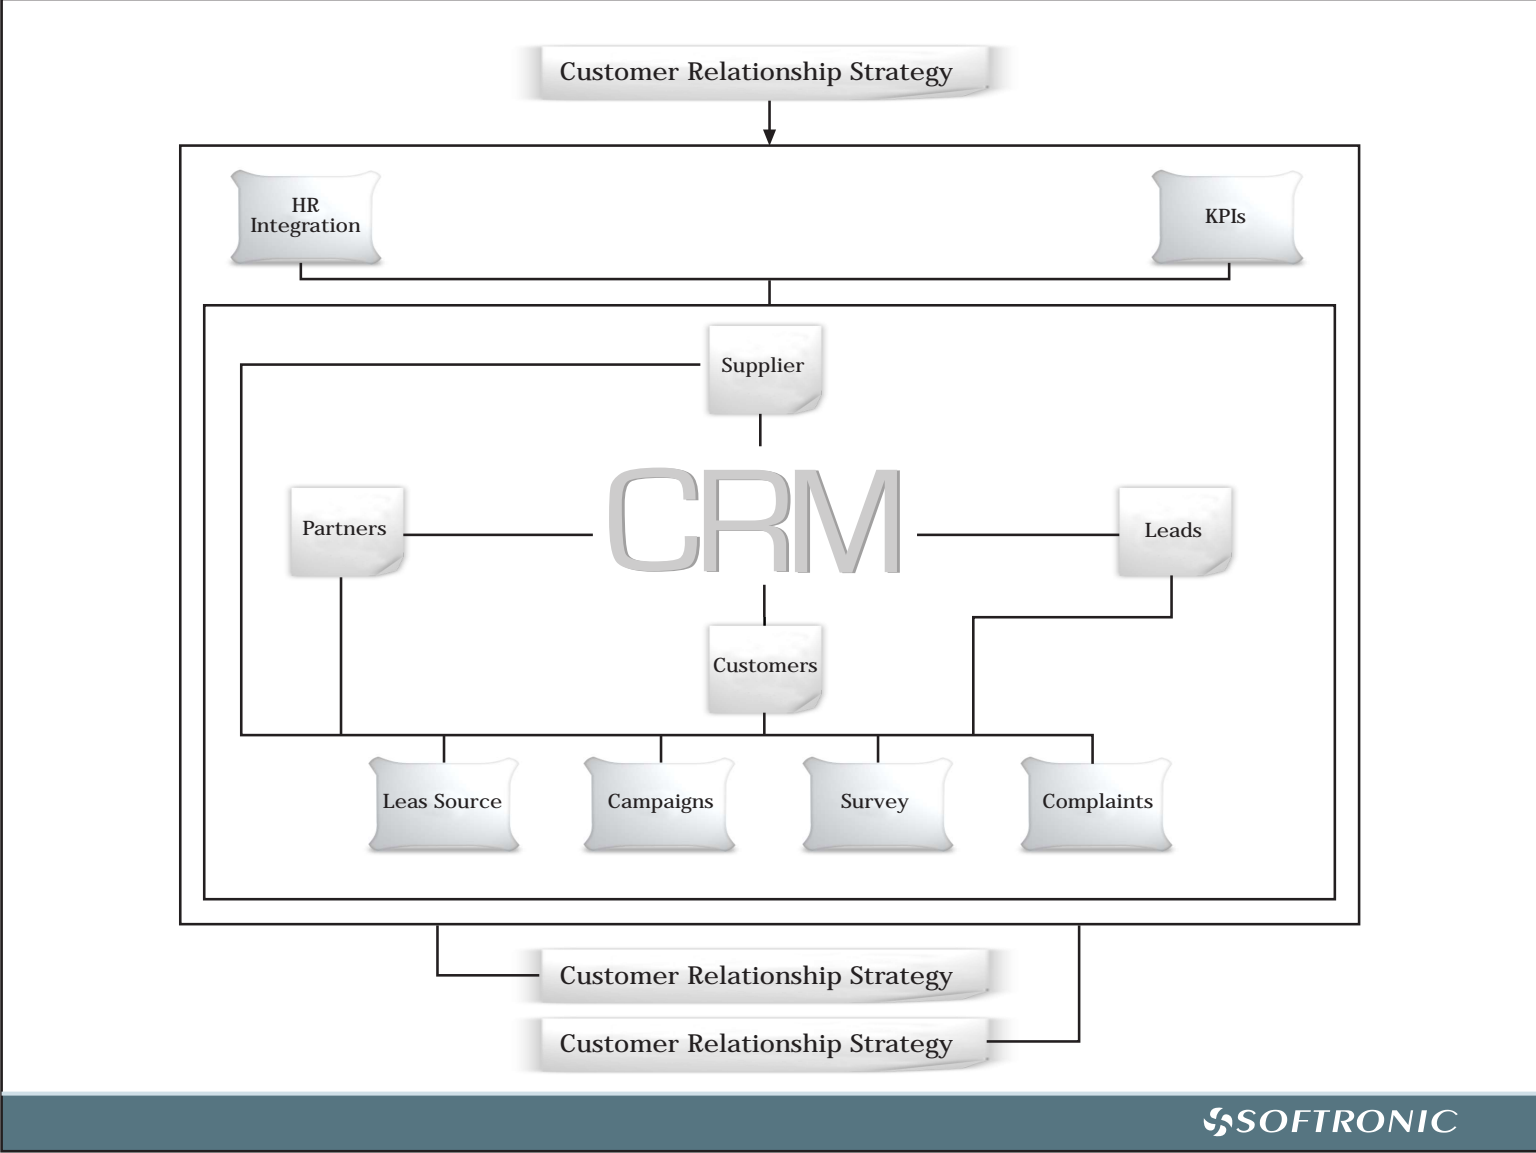 Customer Relationship Strategy
HR
Integration
KPIs
Supplier
CRM
Partners
Leads
Customers
Leas Source
Campaigns
Survey
Complaints
Customer Relationship Strategy
Customer Relationship Strategy
SOFTRONIC